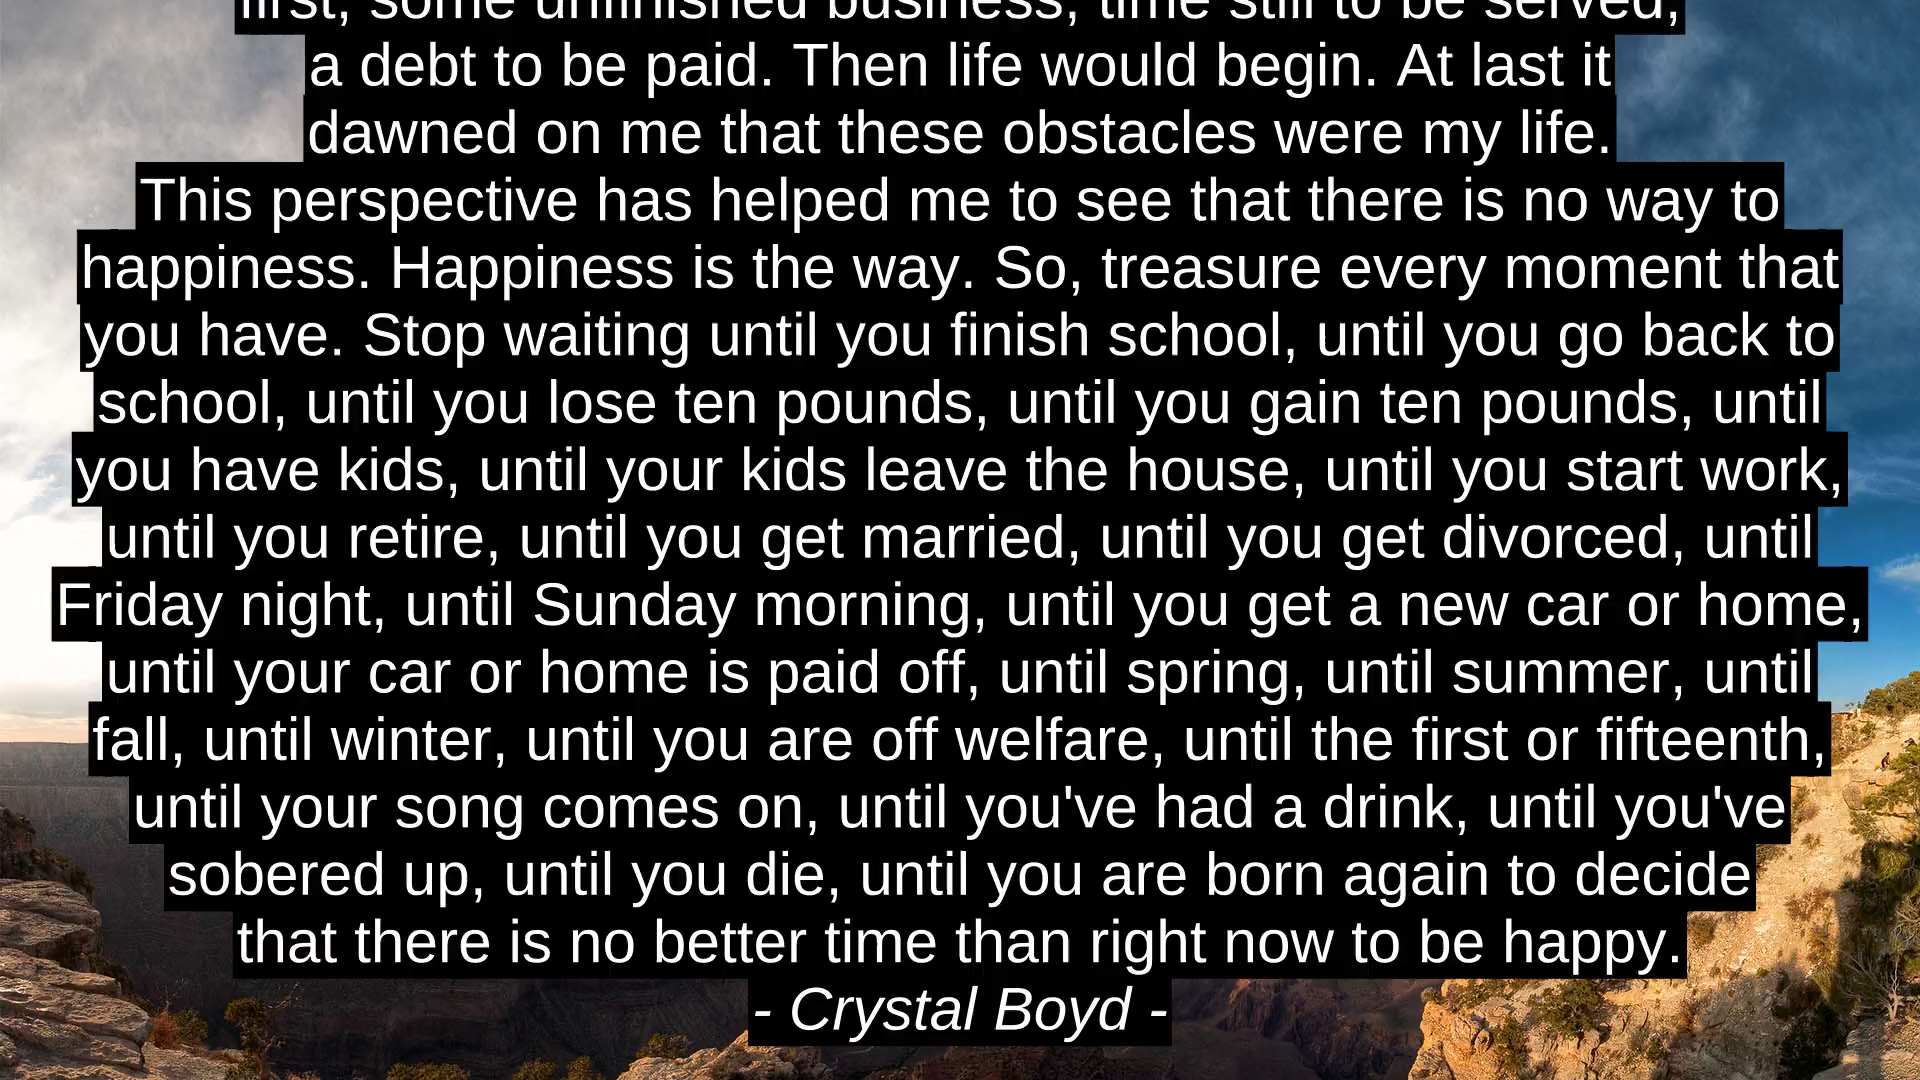 first, some unfinished business, time still to be served,
a debt to be paid. Then life would begin. At last it
dawned on me that these obstacles were my life.
This perspective has helped me to see that there is no way to
happiness. Happiness is the way. So, treasure every moment that
you have. Stop waiting until you finish school, until you go back to
school, until you lose ten pounds, until you gain ten pounds, until
you have kids, until your kids leave the house, until you start work,
until you retire, until you get married, until you get divorced, until
Friday night, until Sunday morning, until you get a new car or home,
until your car or home is paid off, until spring, until summer, until
fall, until winter, until you are off welfare, until the first or fifteenth,
until your song comes on, until you've had a drink, until you've
sobered up, until you die, until you are born again to decide
that there is no better time than right now to be happy.
- Crystal Boyd -